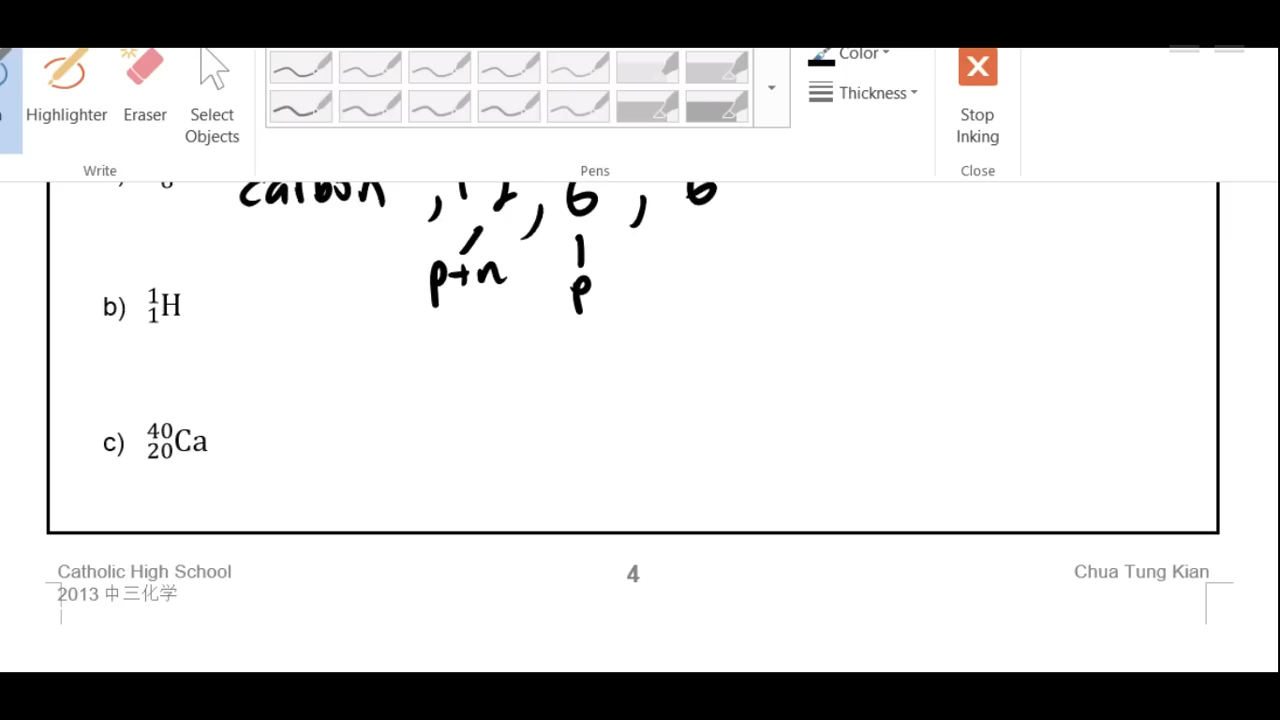 Color
Highlighter Eraser Select Objects Thickness Stop Inking
Write Pens Close
carbon , 12 , 6 , 6
p+n p
b) ¹₁H
c) ⁴⁰₂₀Ca
Catholic High School 4 Chua Tung Kian
2013 中三化学